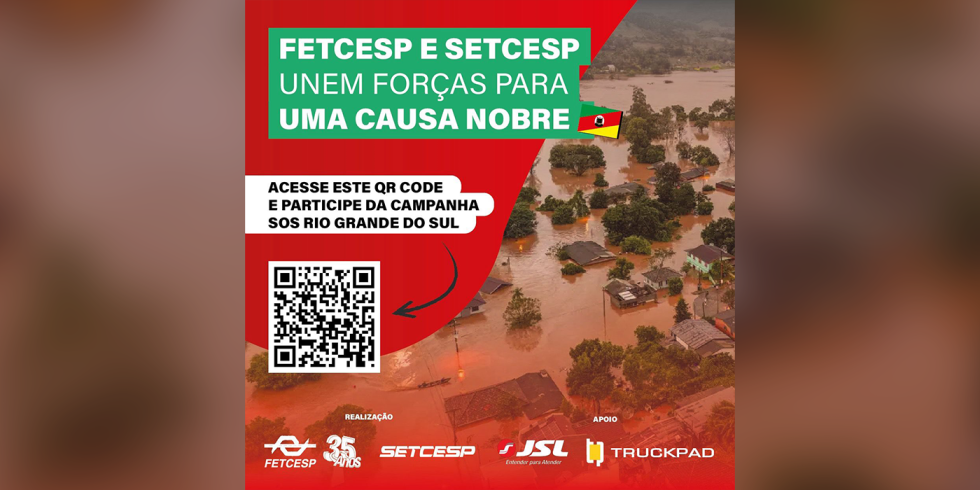 FETCESP E SETCESP
UNEM FORÇAS PARA
UMA CAUSA NOBRE
ACESSE ESTE QR CODE
E PARTICIPE DA CAMPANHA
SOS RIO GRANDE DO SUL
REALIZAÇÃO
APOIO
FETCESP
35 ANOS
SETCESP
JSL
Entender para Atender
TRUCKPAD